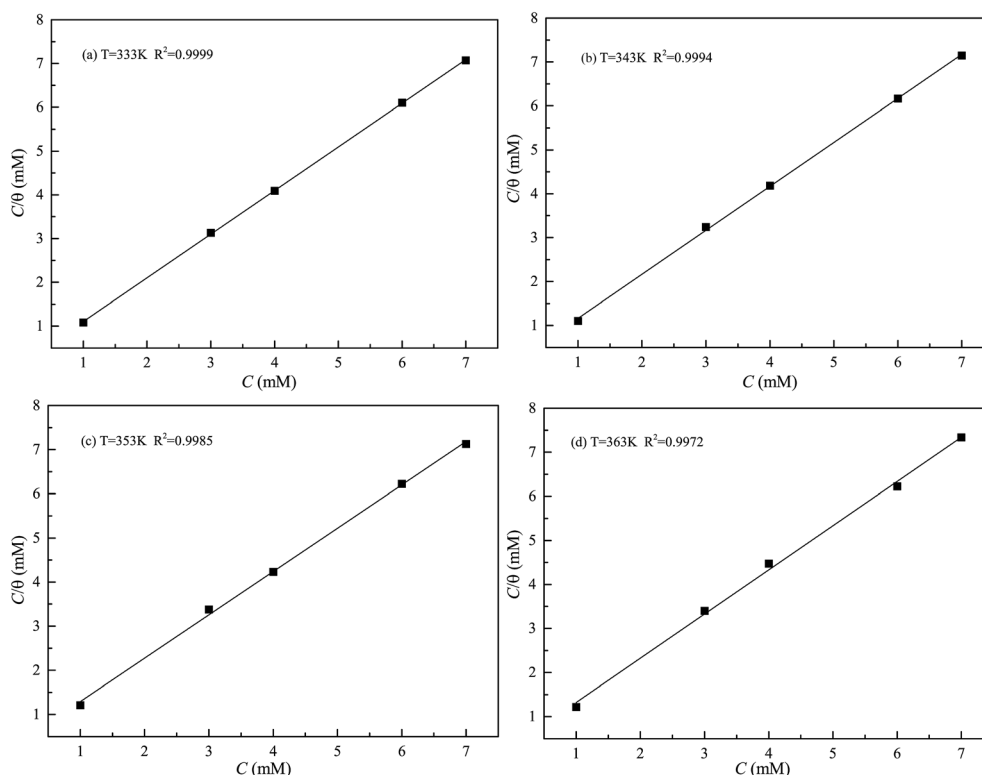 (a) T=333K R²=0.9999
8
7
6
5
4
3
2
1
C/θ (mM)
1 2 3 4 5 6 7
C (mM)
(b) T=343K R²=0.9994
8
7
6
5
4
3
2
1
C/θ (mM)
1 2 3 4 5 6 7
C (mM)
(c) T=353K R²=0.9985
8
7
6
5
4
3
2
1
C/θ (mM)
1 2 3 4 5 6 7
C (mM)
(d) T=363K R²=0.9972
8
7
6
5
4
3
2
1
C/θ (mM)
1 2 3 4 5 6 7
C (mM)